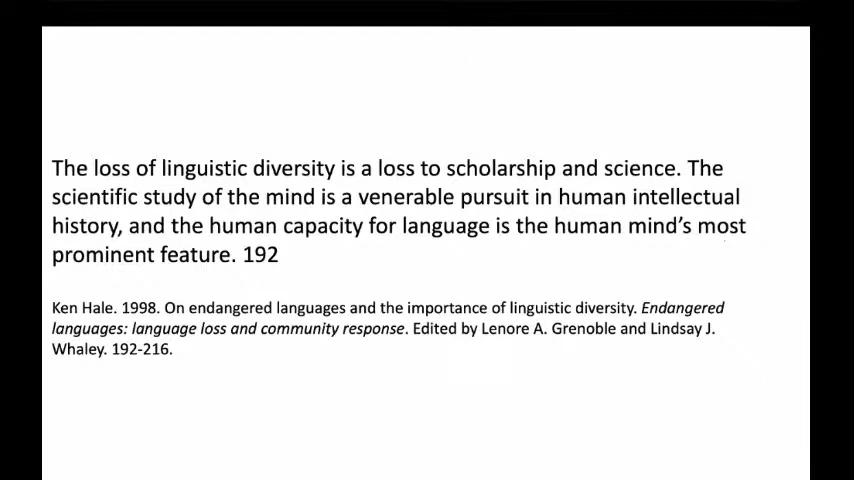 The loss of linguistic diversity is a loss to scholarship and science. The
scientific study of the mind is a venerable pursuit in human intellectual
history, and the human capacity for language is the human mind’s most
prominent feature. 192
Ken Hale. 1998. On endangered languages and the importance of linguistic diversity. Endangered
languages: language loss and community response. Edited by Lenore A. Grenoble and Lindsay J.
Whaley. 192-216.